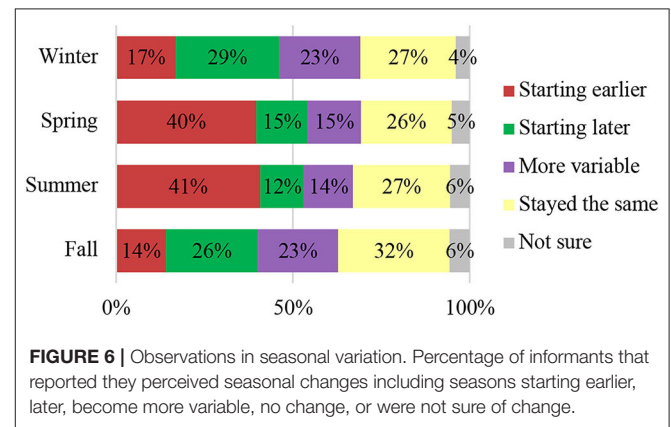 Winter 17% 29% 23% 27% 4%
Spring 40% 15% 15% 26% 5%
Summer 41% 12% 14% 27% 6%
Fall 14% 26% 23% 32% 6%
0% 50% 100%
Starting earlier
Starting later
More variable
Stayed the same
Not sure
FIGURE 6 | Observations in seasonal variation. Percentage of informants that
reported they perceived seasonal changes including seasons starting earlier,
later, become more variable, no change, or were not sure of change.